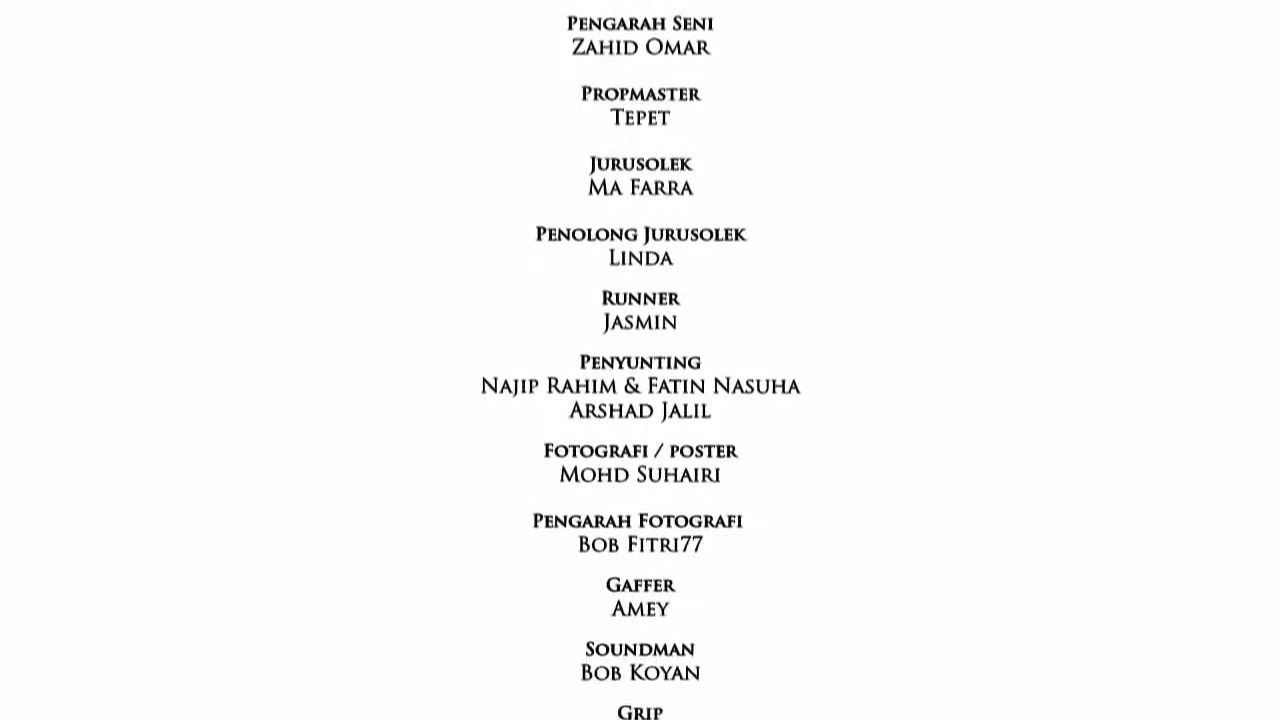 Pengarah Seni
Zahid Omar
Propmaster
Tepet
Jurusolek
Ma Farra
Penolong Jurusolek
Linda
Runner
Jasmin
Penyunting
Najip Rahim & Fatin Nasuha
Arshad Jalil
Fotografi / poster
Mohd Suhairi
Pengarah Fotografi
Bob Fitri77
Gaffer
Amey
Soundman
Bob Koyan
Grip